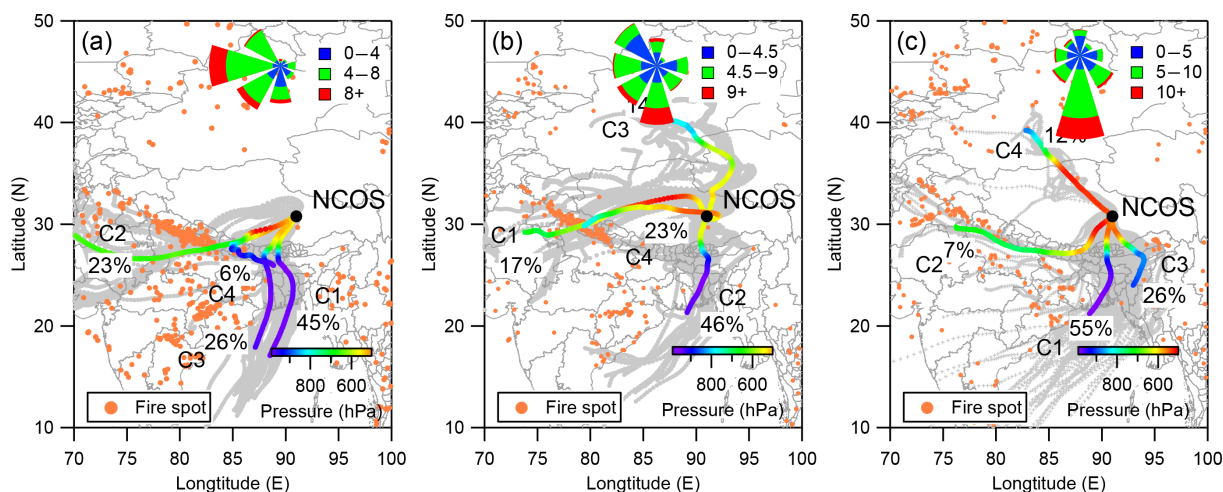 (a)
0–4
4–8
8+
50
40
30
20
10
Latitude (N)
NCOS
C2
23%
6%
C4
C1
45%
26%
C3
800 600
Fire spot
Pressure (hPa)
70 75 80 85 90 95 100
Longtitude (E)
(b)
0–4.5
4.5–9
9+
50
40
30
20
10
Latitude (N)
14
C3
NCOS
C1
23%
C4
17%
C2
46%
800 600
Fire spot
Pressure (hPa)
70 75 80 85 90 95 100
Longtitude (E)
(c)
0–5
5–10
10+
50
40
30
20
10
Latitude (N)
12%
C4
NCOS
7%
C2
C3
26%
55%
C1
800 600
Fire spot
Pressure (hPa)
70 75 80 85 90 95 100
Longtitude (E)